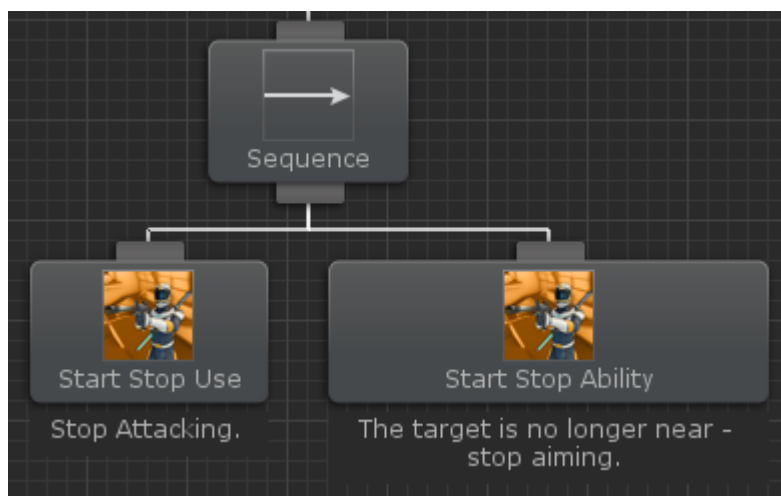 Sequence
Start Stop Use
Stop Attacking.
Start Stop Ability
The target is no longer near -
stop aiming.